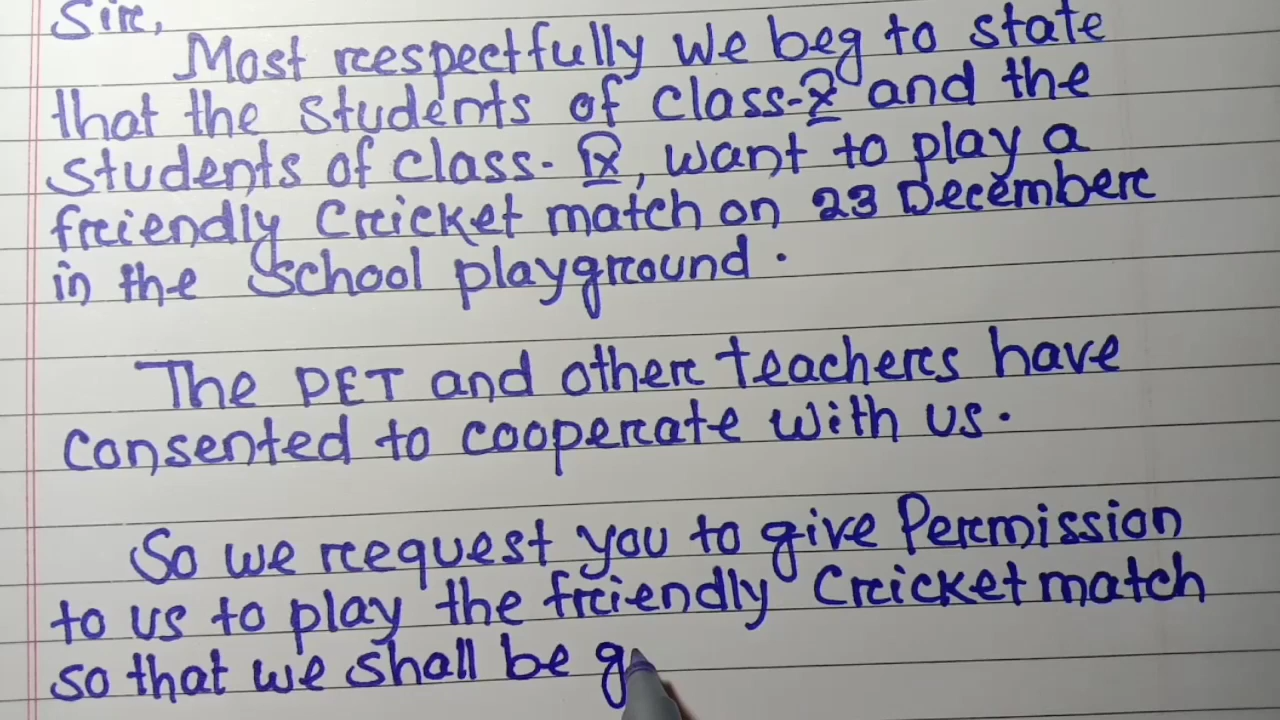 Sir,
Most respectfully we beg to state
that the students of class-X and the
students of class- IX, want to play a
friendly Cricket match on 23 December
in the School playground.
The PET and other teachers have
consented to cooperate with us.
So we request you to give Permission
to us to play the friendly Cricket match
so that we shall be g